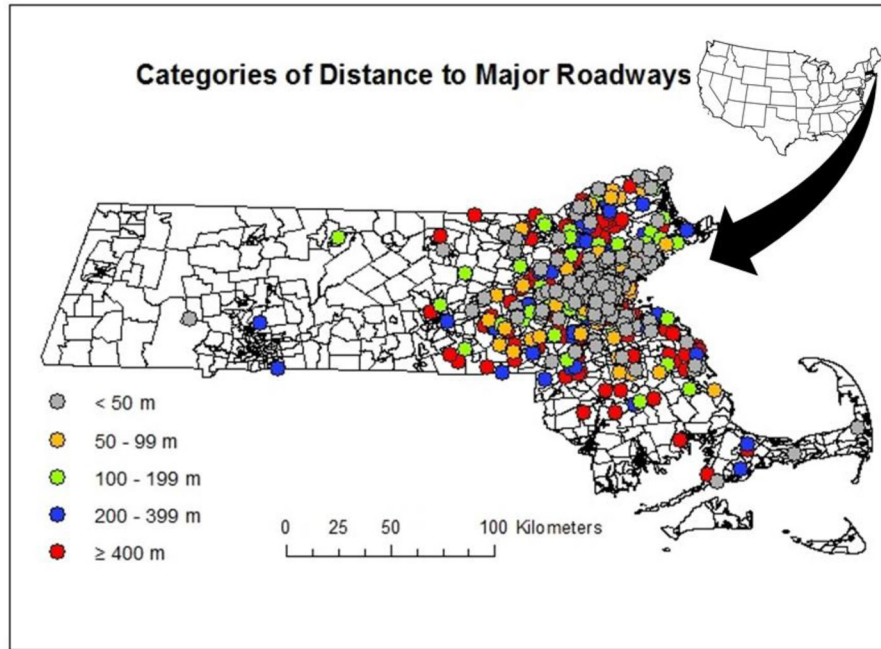 Categories of Distance to Major Roadways
< 50 m
50 - 99 m
100 - 199 m
200 - 399 m
≥ 400 m
0 25 50 100 Kilometers